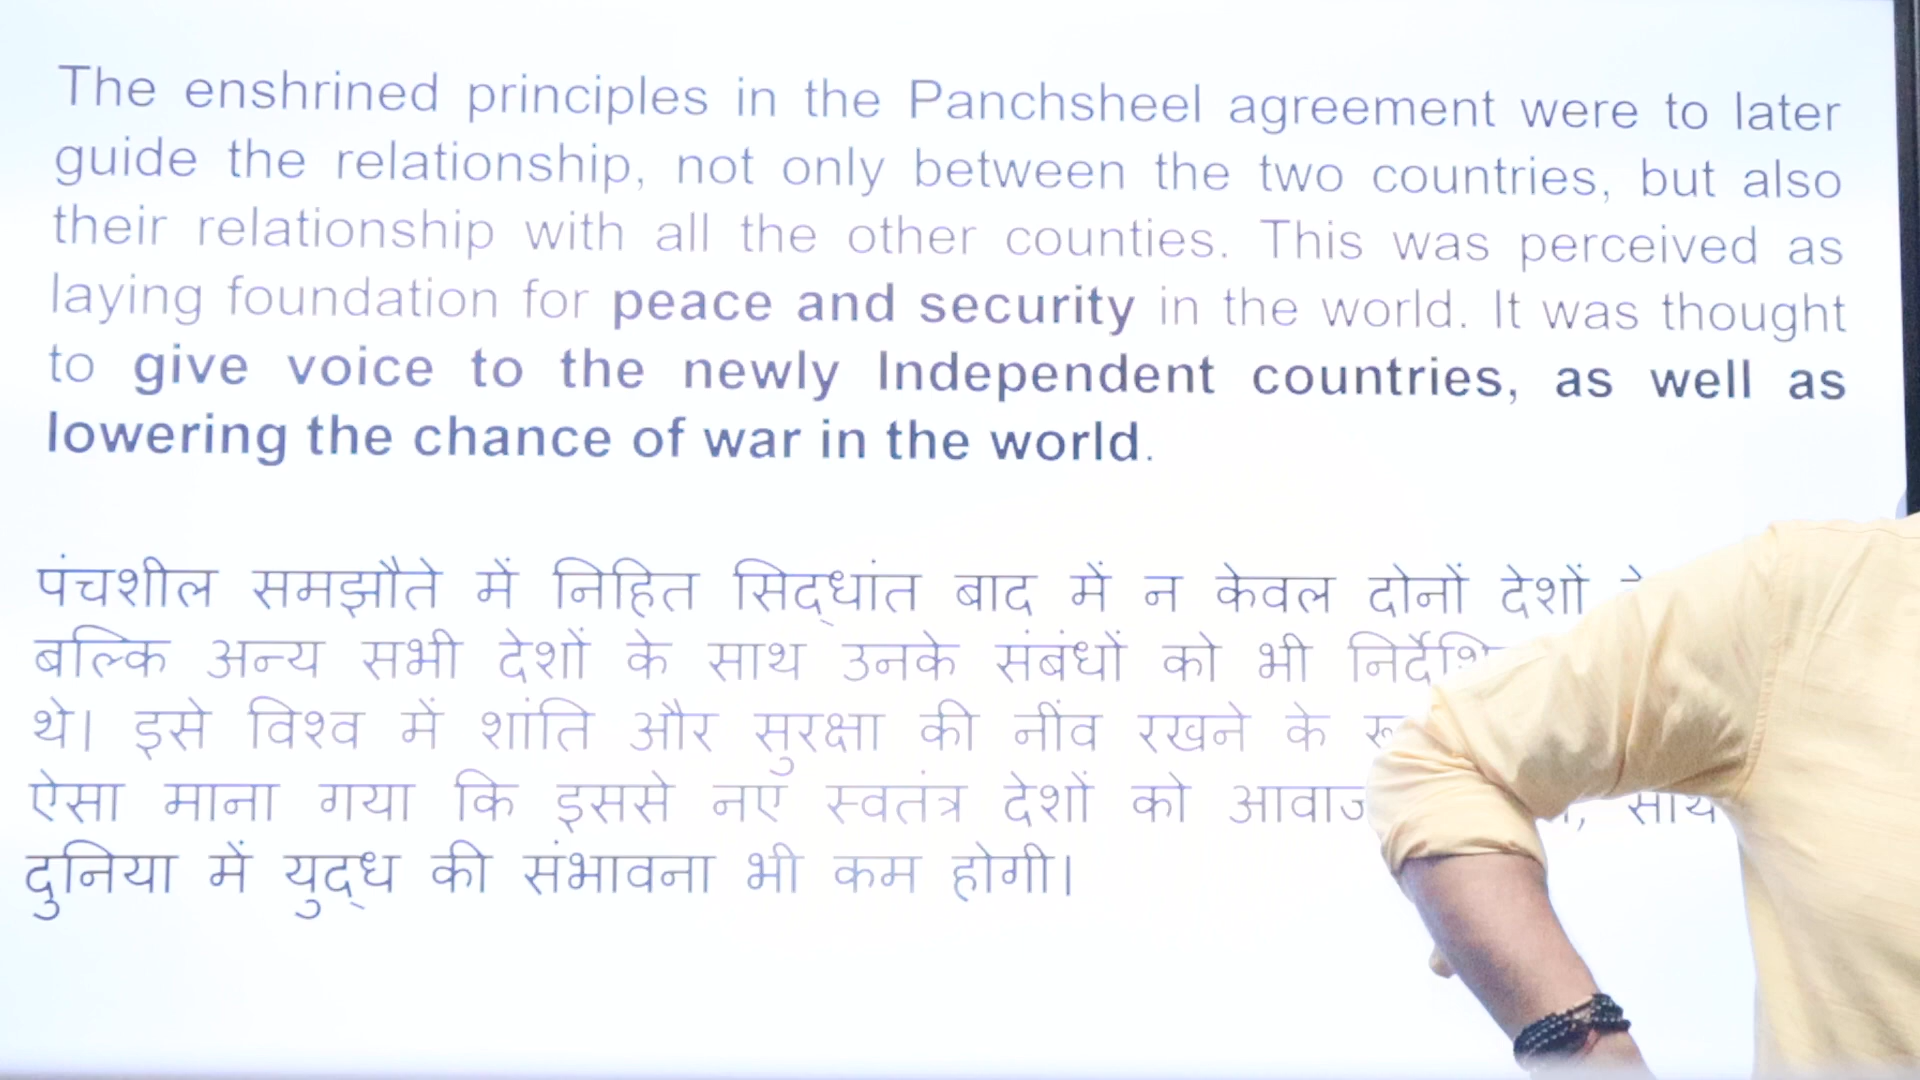 The enshrined principles in the Panchsheel agreement were to later
guide the relationship, not only between the two countries, but also
their relationship with all the other counties. This was perceived as
laying foundation for peace and security in the world. It was thought
to give voice to the newly Independent countries, as well as
lowering the chance of war in the world.
पंचशील समझौते में निहित सिद्धांत बाद में न केवल दोनों देशों
बल्कि अन्य सभी देशों के साथ उनके संबंधों को भी
थे। इसे विश्व में शांति और सुरक्षा की नींव रखने के
ऐसा माना गया कि इससे नए स्वतंत्र देशों को
दुनिया में युद्ध की संभावना भी कम होगी।